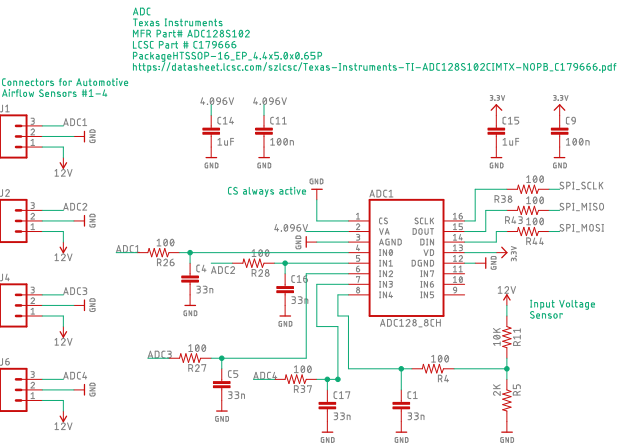 ADC
Texas Instruments
MFR Part# ADC128S102
LCSC Part # C179666
PackageHTSSOP-16_EP_4.4x5.0x0.65P
https://datasheet.lcsc.com/szlcsc/Texas-Instruments-TI-ADC128S102CIMTX-NOPB_C179666.pdf
Connectors for Automotive
Airflow Sensors #1-4
J1
3 ADC1
2 GND
1
12V
J2
3 ADC2
2 GND
1
12V
J4
3 ADC3
2 GND
1
12V
J6
3 ADC4
2 GND
1
12V
4.096V
C14
1uF
GND
4.096V
C11
100n
GND
3.3V
C15
1uF
GND
3.3V
C9
100n
GND
CS always active
GND
ADC1
1 CS SCLK 16
2 VA DOUT 15
3 AGND DIN 14
4 IN0 VD 13
5 IN1 DGND 12
6 IN2 IN7 11
7 IN3 IN6 10
8 IN4 IN5 9
ADC128_8CH
4.096V
GND
100
R38
SPI_SCLK
100
R43
SPI_MISO
100
R44
SPI_MOSI
3.3V
GND
ADC1
100
R26
C4
33n
GND
ADC2
100
R28
C16
33n
GND
ADC3
100
R27
C5
33n
GND
ADC4
100
R37
C17
33n
GND
100
R4
C1
33n
GND
12V
Input Voltage
Sensor
10K
R11
2K
R5
GND